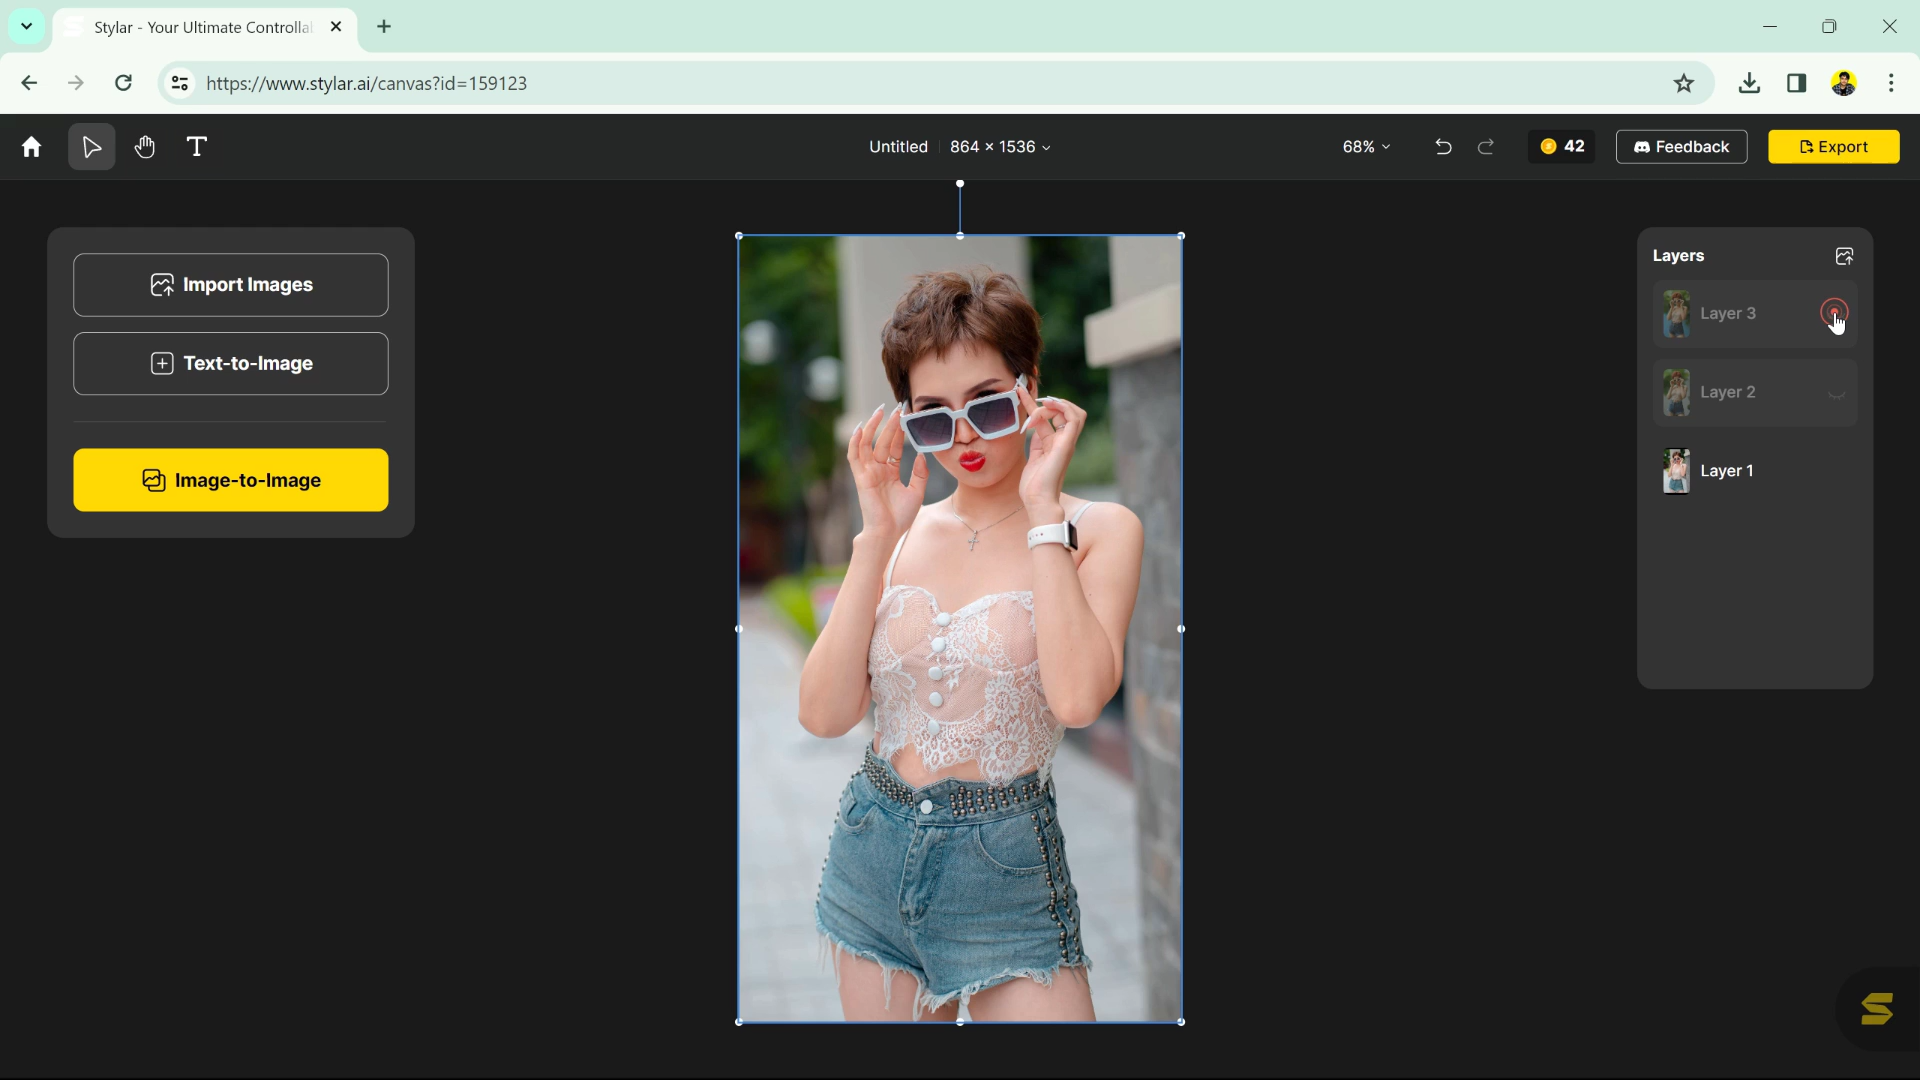 Stylar - Your Ultimate Controlla
https://www.stylar.ai/canvas?id=159123
Untitled 864 × 1536
68%
42
Feedback
Export
Import Images
Text-to-Image
Image-to-Image
Layers
Layer 3
Layer 2
Layer 1